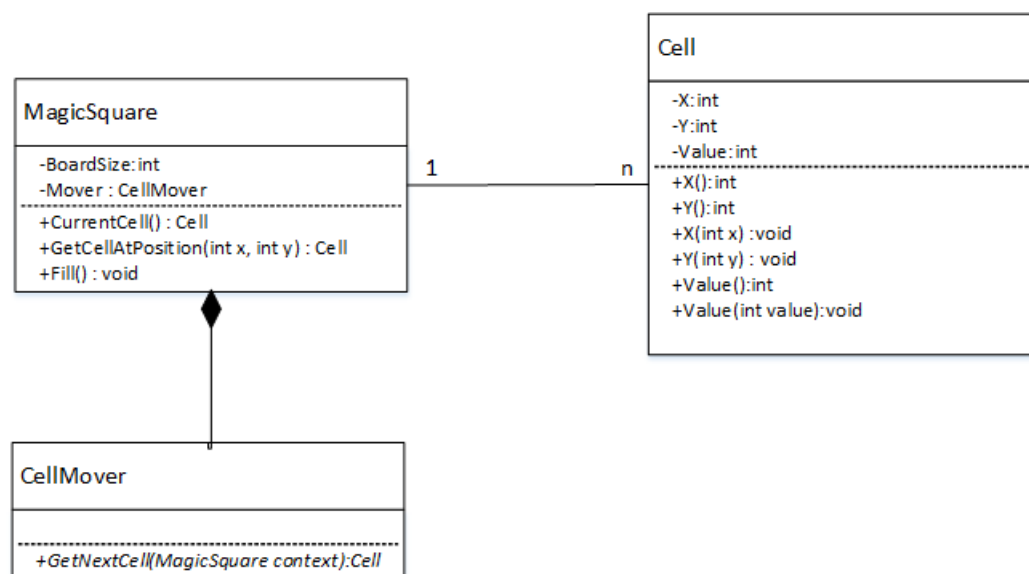 MagicSquare
-BoardSize:int
-Mover : CellMover
+CurrentCell() : Cell
+GetCellAtPosition(int x, int y) : Cell
+Fill() : void
1
n
Cell
-X:int
-Y:int
-Value:int
+X():int
+Y():int
+X(int x) : void
+Y(int y) : void
+Value():int
+Value(int value):void
CellMover
+GetNextCell(MagicSquare context):Cell